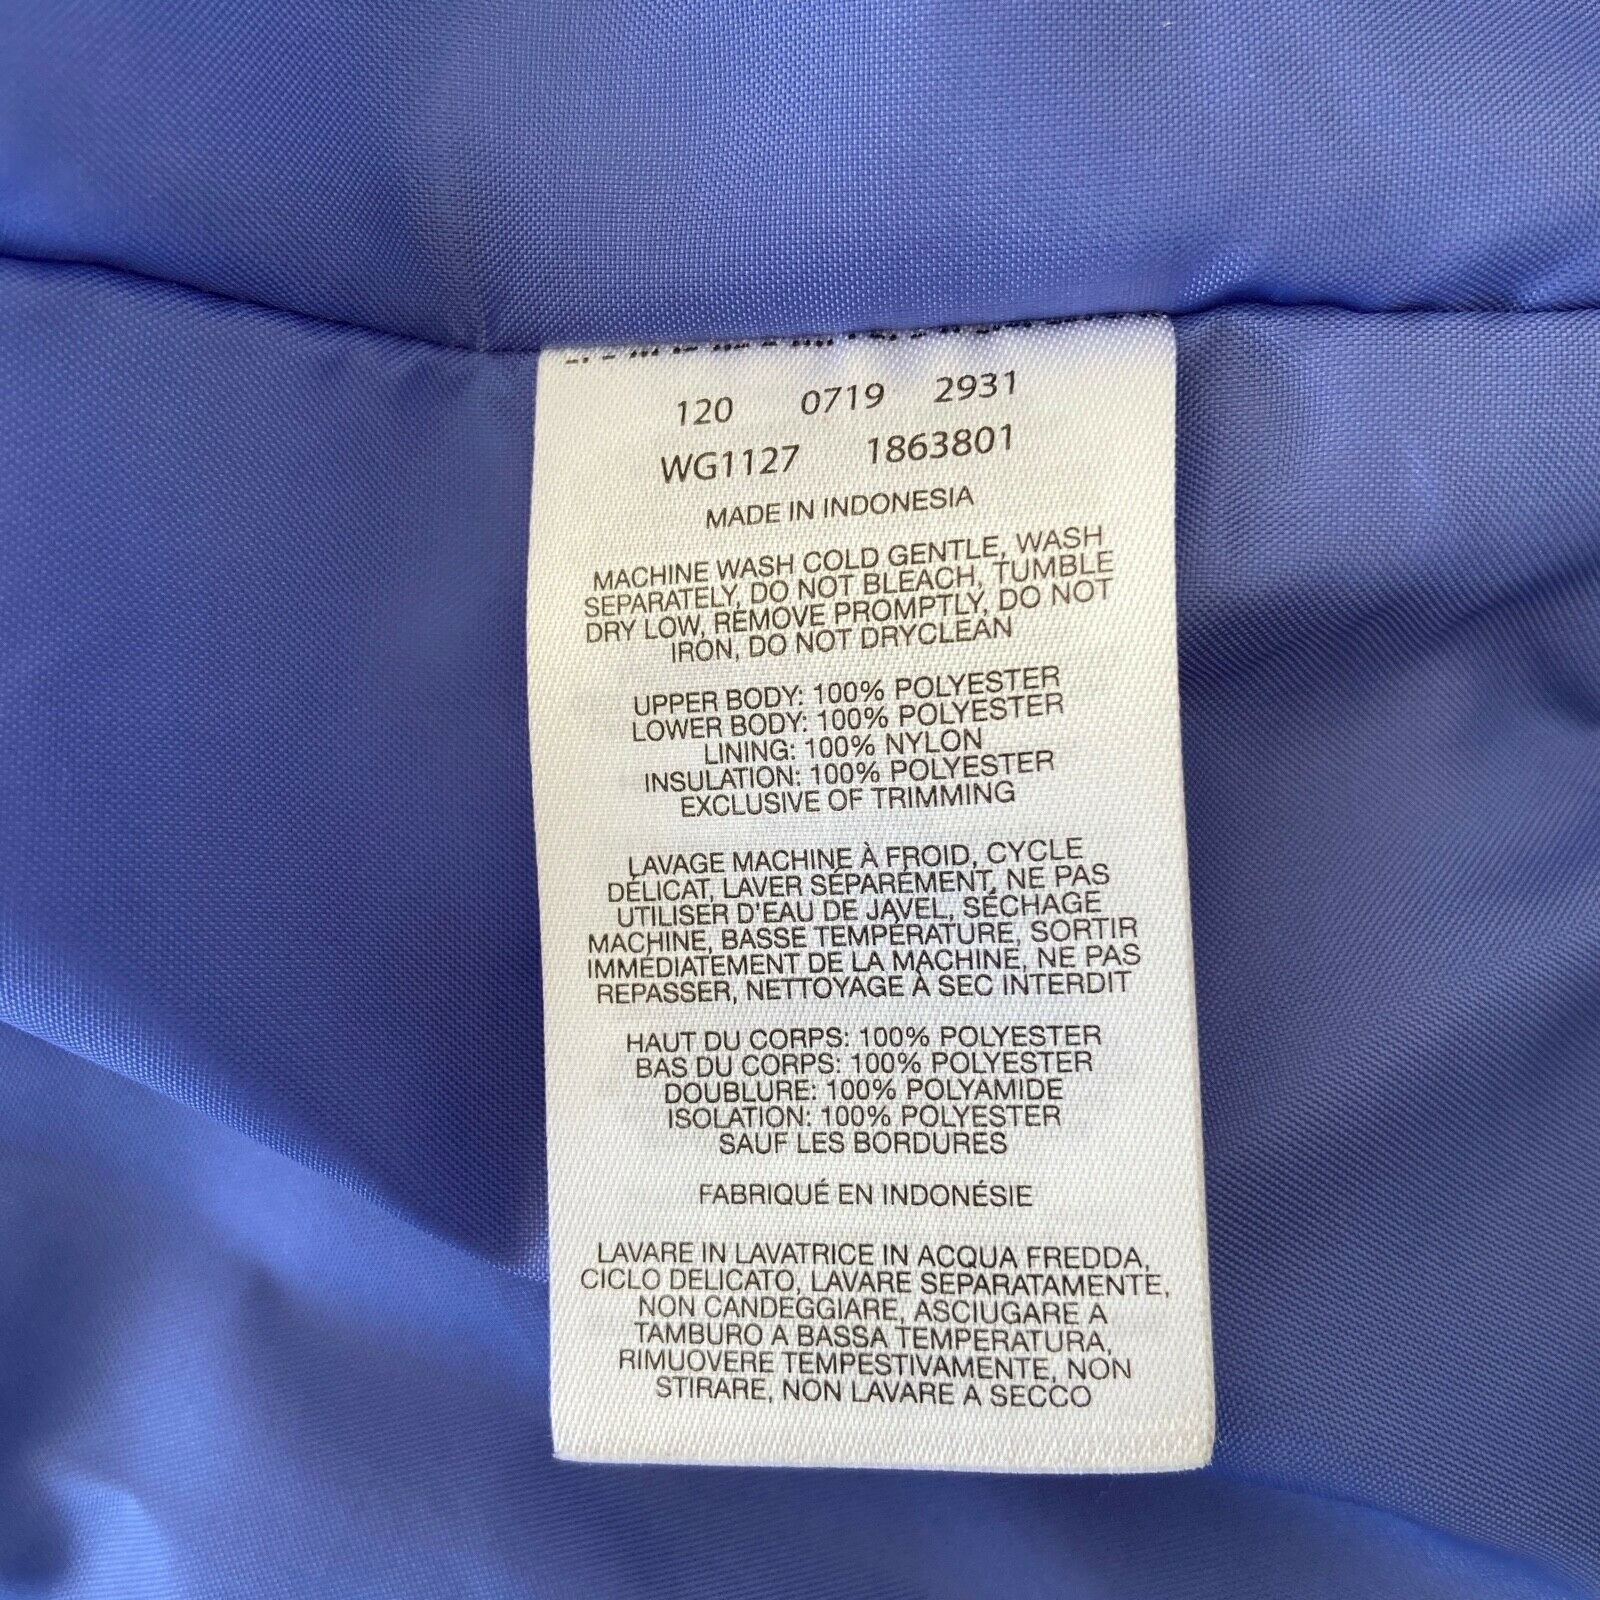 120 0719 2931
WG1127 1863801
MADE IN INDONESIA
MACHINE WASH COLD GENTLE, WASH
SEPARATELY, DO NOT BLEACH, TUMBLE
DRY LOW, REMOVE PROMPTLY, DO NOT
IRON, DO NOT DRYCLEAN
UPPER BODY: 100% POLYESTER
LOWER BODY: 100% POLYESTER
LINING: 100% NYLON
INSULATION: 100% POLYESTER
EXCLUSIVE OF TRIMMING
LAVAGE MACHINE À FROID, CYCLE
DÉLICAT, LAVER SÉPARÉMENT, NE PAS
UTILISER D'EAU DE JAVEL, SÉCHAGE
MACHINE, BASSE TEMPÉRATURE, SORTIR
IMMÉDIATEMENT DE LA MACHINE, NE PAS
REPASSER, NETTOYAGE À SEC INTERDIT
HAUT DU CORPS: 100% POLYESTER
BAS DU CORPS: 100% POLYESTER
DOUBLURE: 100% POLYAMIDE
ISOLATION: 100% POLYESTER
SAUF LES BORDURES
FABRIQUÉ EN INDONÉSIE
LAVARE IN LAVATRICE IN ACQUA FREDDA,
CICLO DELICATO, LAVARE SEPARATAMENTE,
NON CANDEGGIARE, ASCIUGARE A
TAMBURO A BASSA TEMPERATURA,
RIMUOVERE TEMPESTIVAMENTE, NON
STIRARE, NON LAVARE A SECCO